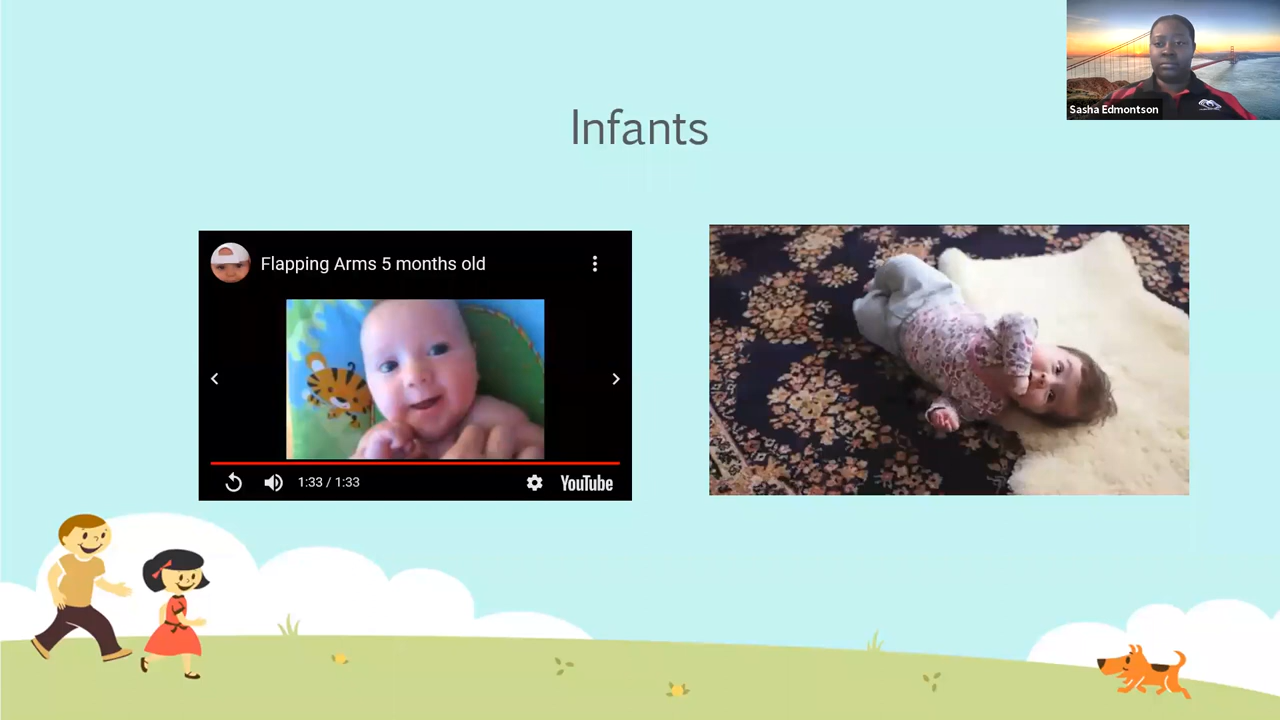 Sasha Edmontson
Infants
Flapping Arms 5 months old
1:33 / 1:33
YouTube